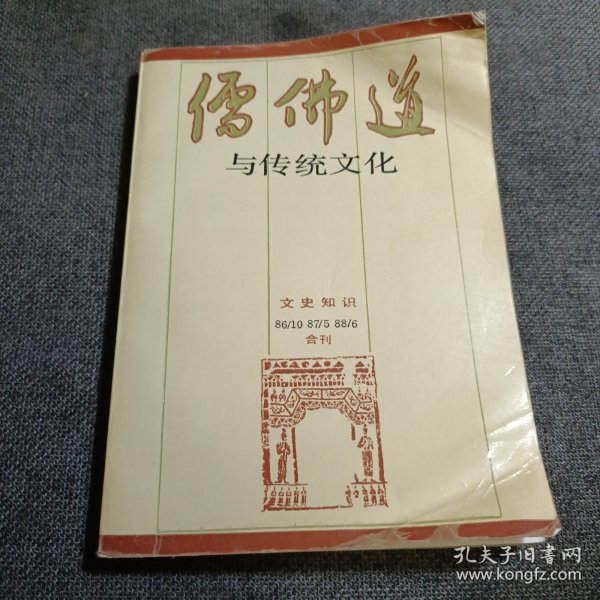 儒佛道
与传统文化
文史知识
86/10 87/5 88/6
合刊
孔夫子旧书网
www.kongfz.com